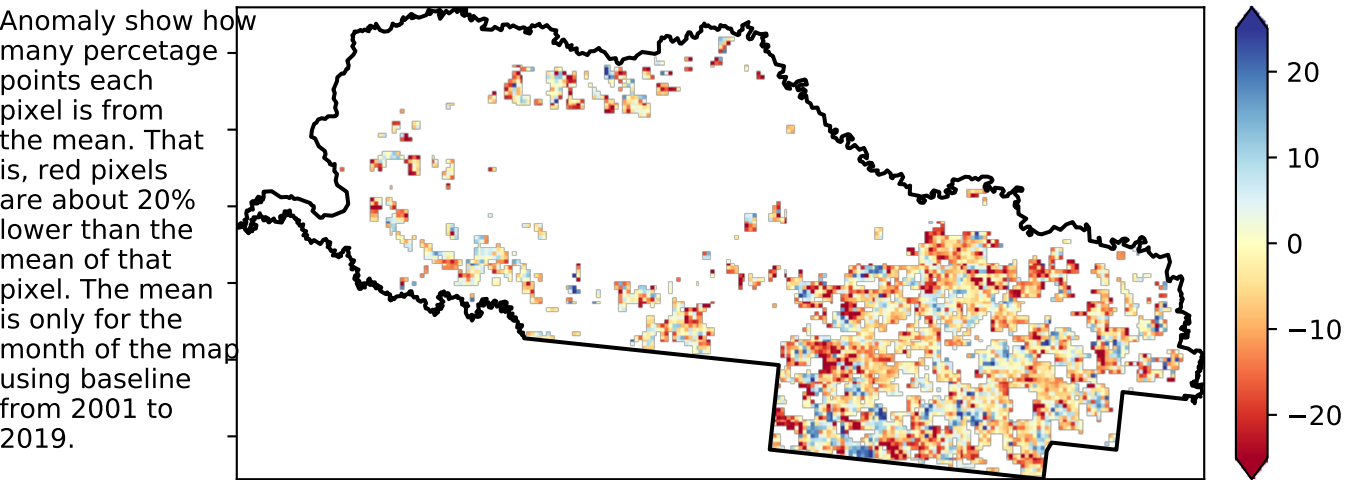 Anomaly show how
many percetage
points each
pixel is from
the mean. That
is, red pixels
are about 20%
lower than the
mean of that
pixel. The mean
is only for the
month of the map
using baseline
from 2001 to
2019.
20
10
0
−10
−20